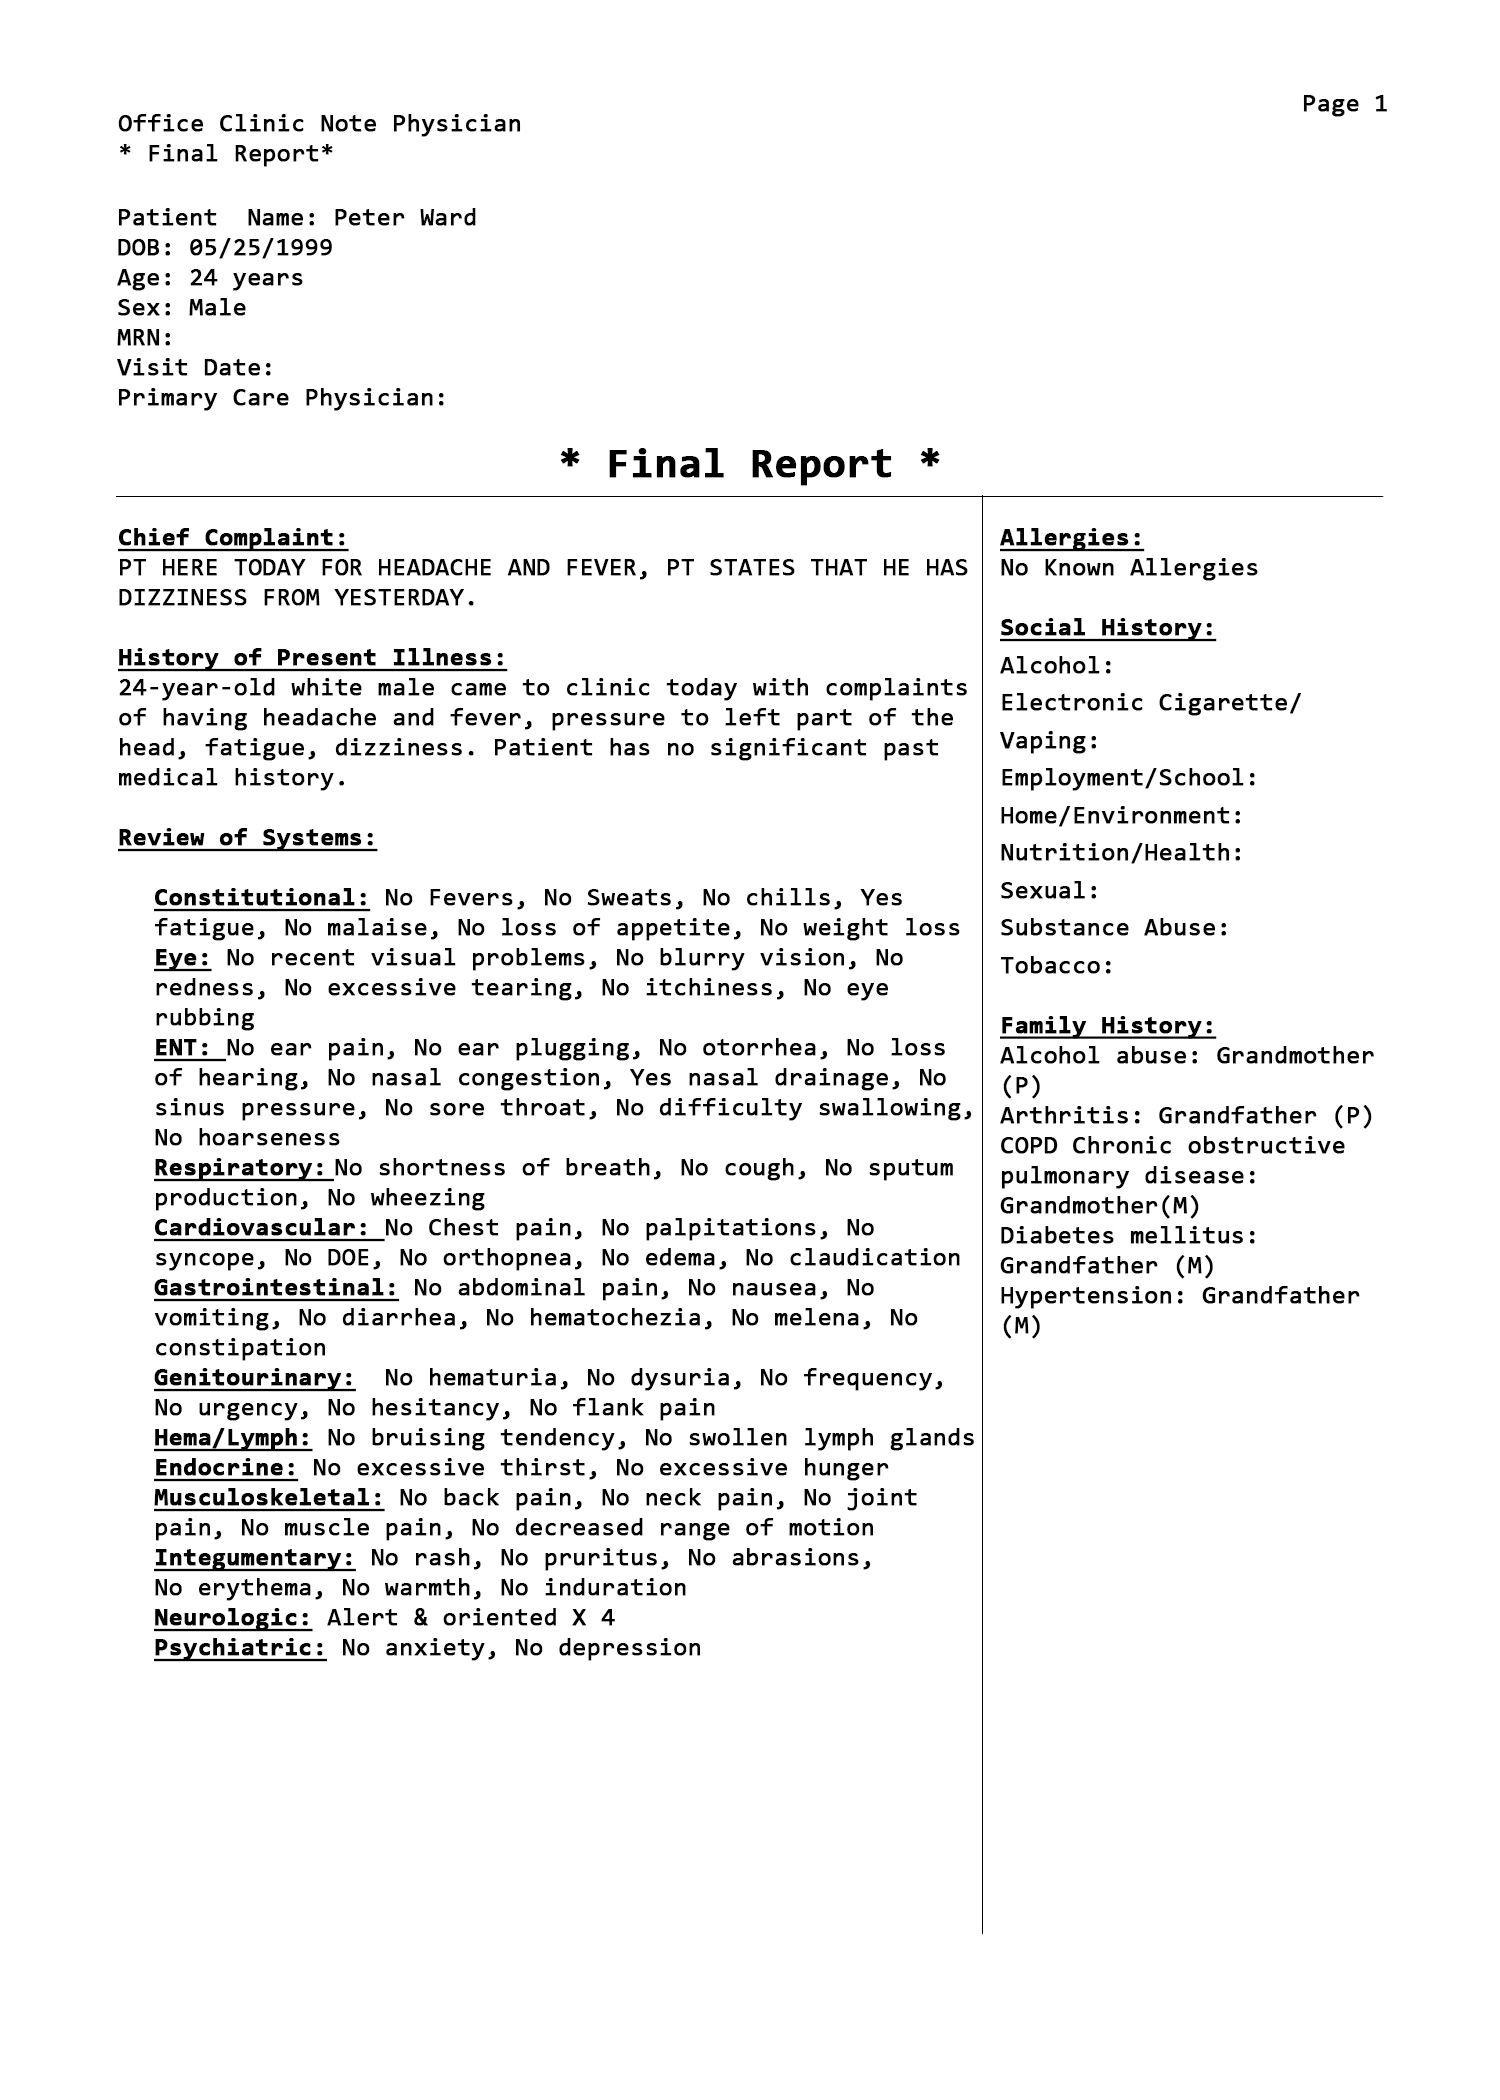 Page 1
Office Clinic Note Physician
* Final Report*
Patient  Name: Peter Ward
DOB: 05/25/1999
Age: 24 years
Sex: Male
MRN:
Visit Date:
Primary Care Physician:
* Final Report *
Chief Complaint:
PT HERE TODAY FOR HEADACHE AND FEVER, PT STATES THAT HE HAS
DIZZINESS FROM YESTERDAY.
History of Present Illness:
24-year-old white male came to clinic today with complaints
of having headache and fever, pressure to left part of the
head, fatigue, dizziness. Patient has no significant past
medical history.
Review of Systems:
Constitutional: No Fevers, No Sweats, No chills, Yes
fatigue, No malaise, No loss of appetite, No weight loss
Eye: No recent visual problems, No blurry vision, No
redness, No excessive tearing, No itchiness, No eye
rubbing
ENT: No ear pain, No ear plugging, No otorrhea, No loss
of hearing, No nasal congestion, Yes nasal drainage, No
sinus pressure, No sore throat, No difficulty swallowing,
No hoarseness
Respiratory: No shortness of breath, No cough, No sputum
production, No wheezing
Cardiovascular: No Chest pain, No palpitations, No
syncope, No DOE, No orthopnea, No edema, No claudication
Gastrointestinal: No abdominal pain, No nausea, No
vomiting, No diarrhea, No hematochezia, No melena, No
constipation
Genitourinary:  No hematuria, No dysuria, No frequency,
No urgency, No hesitancy, No flank pain
Hema/Lymph: No bruising tendency, No swollen lymph glands
Endocrine: No excessive thirst, No excessive hunger
Musculoskeletal: No back pain, No neck pain, No joint
pain, No muscle pain, No decreased range of motion
Integumentary: No rash, No pruritus, No abrasions,
No erythema, No warmth, No induration
Neurologic: Alert & oriented X 4
Psychiatric: No anxiety, No depression
Allergies:
No Known Allergies
Social History:
Alcohol:
Electronic Cigarette/
Vaping:
Employment/School:
Home/Environment:
Nutrition/Health:
Sexual:
Substance Abuse:
Tobacco:
Family History:
Alcohol abuse: Grandmother
(P)
Arthritis: Grandfather (P)
COPD Chronic obstructive
pulmonary disease:
Grandmother(M)
Diabetes mellitus:
Grandfather (M)
Hypertension: Grandfather
(M)